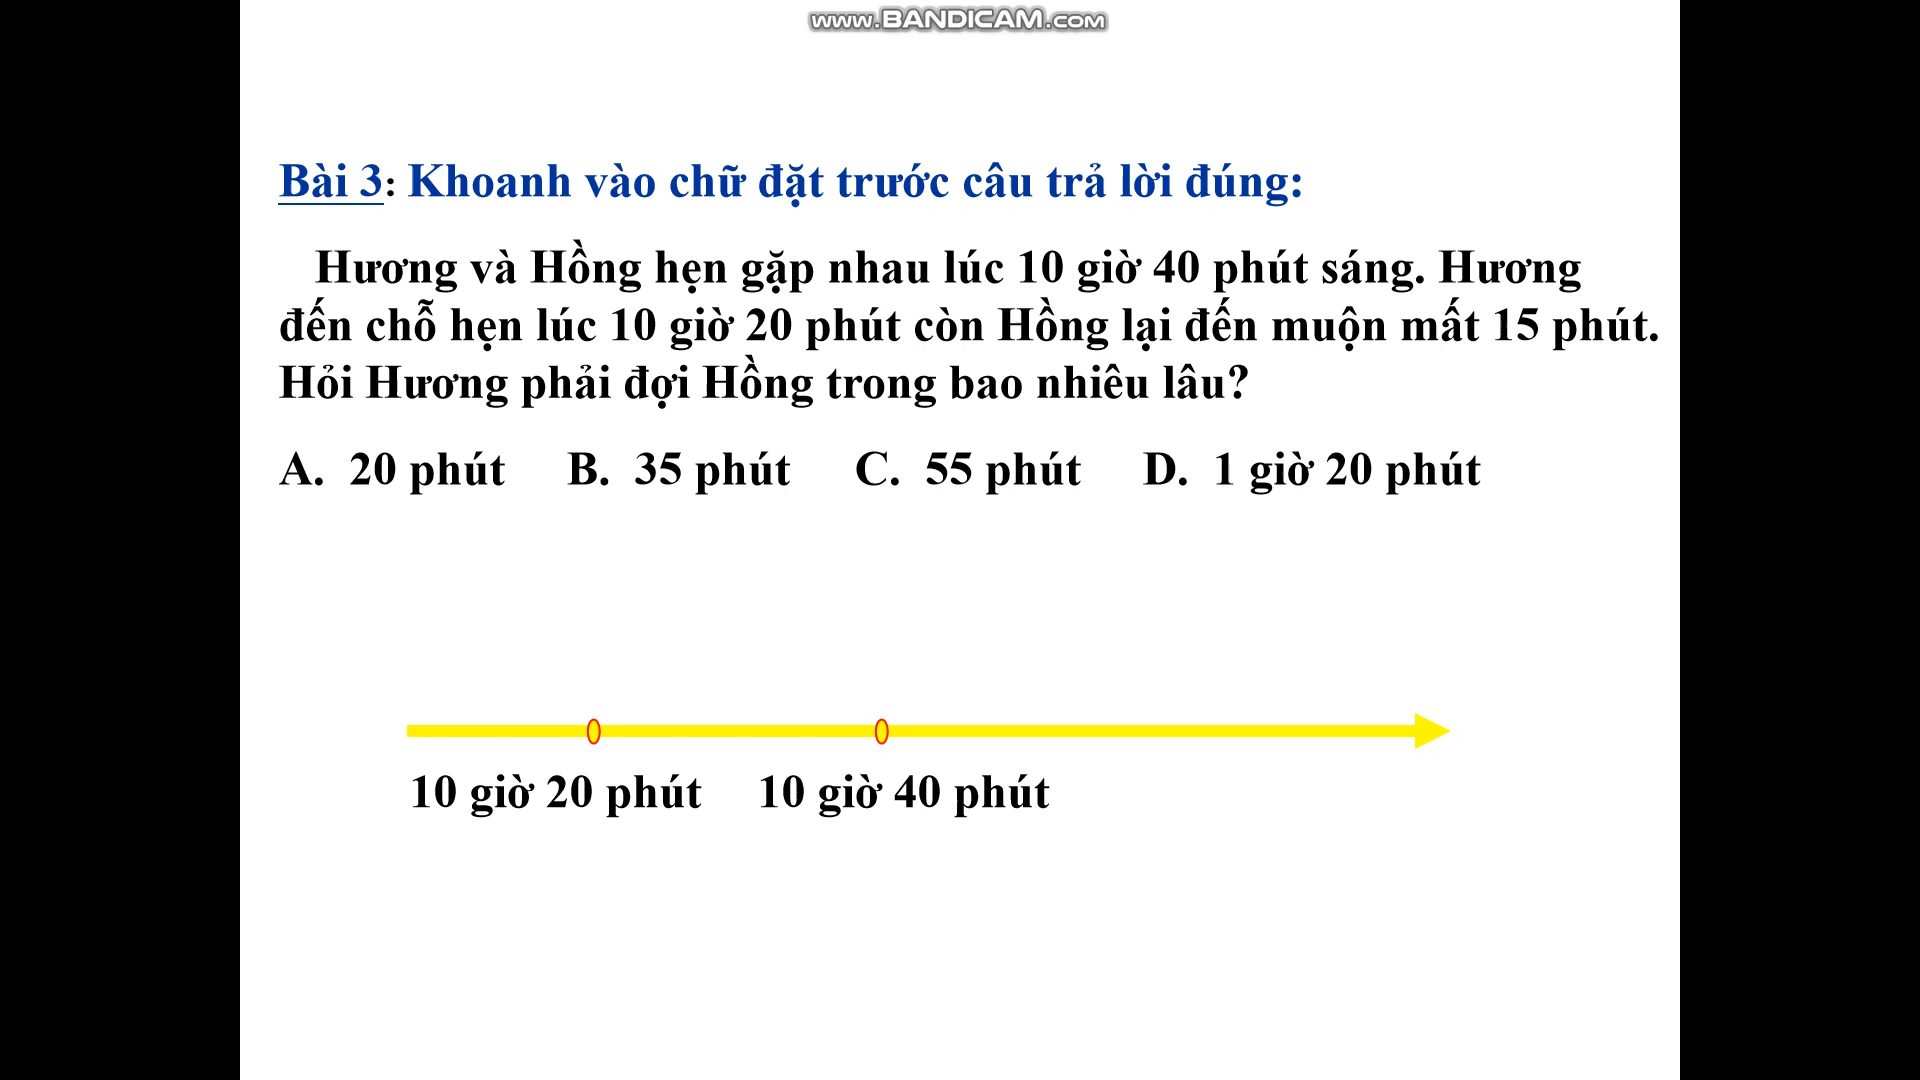 www.BANDICAM.com
Bài 3: Khoanh vào chữ đặt trước câu trả lời đúng:
Hương và Hồng hẹn gặp nhau lúc 10 giờ 40 phút sáng. Hương
đến chỗ hẹn lúc 10 giờ 20 phút còn Hồng lại đến muộn mất 15 phút.
Hỏi Hương phải đợi Hồng trong bao nhiêu lâu?
A. 20 phút B. 35 phút C. 55 phút D. 1 giờ 20 phút
10 giờ 20 phút 10 giờ 40 phút